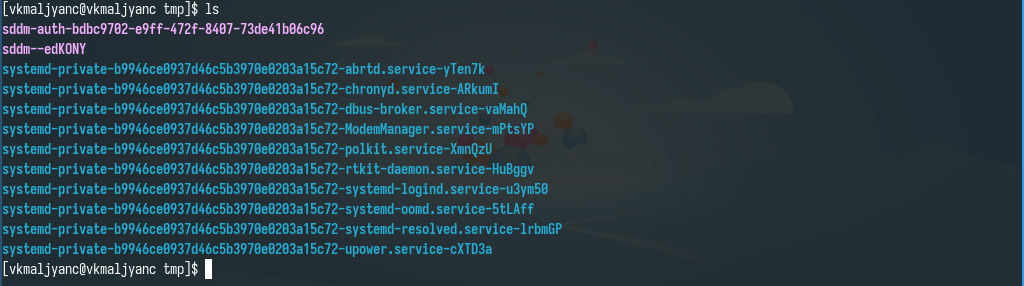 [vkmaljyanc@vkmaljyanc tmp]$ ls
sddm-auth-bdbc9702-e9ff-472f-8407-73de41b06c96
sddm--edKONY
systemd-private-b9946ce0937d46c5b3970e0203a15c72-abrtd.service-yTen7k
systemd-private-b9946ce0937d46c5b3970e0203a15c72-chronyd.service-ARkumI
systemd-private-b9946ce0937d46c5b3970e0203a15c72-dbus-broker.service-vaMahQ
systemd-private-b9946ce0937d46c5b3970e0203a15c72-ModemManager.service-mPtsYP
systemd-private-b9946ce0937d46c5b3970e0203a15c72-polkit.service-XmnQzU
systemd-private-b9946ce0937d46c5b3970e0203a15c72-rtkit-daemon.service-HuBggv
systemd-private-b9946ce0937d46c5b3970e0203a15c72-systemd-logind.service-u3ym50
systemd-private-b9946ce0937d46c5b3970e0203a15c72-systemd-oomd.service-5tLAff
systemd-private-b9946ce0937d46c5b3970e0203a15c72-systemd-resolved.service-lrbmGP
systemd-private-b9946ce0937d46c5b3970e0203a15c72-upower.service-cXTD3a
[vkmaljyanc@vkmaljyanc tmp]$